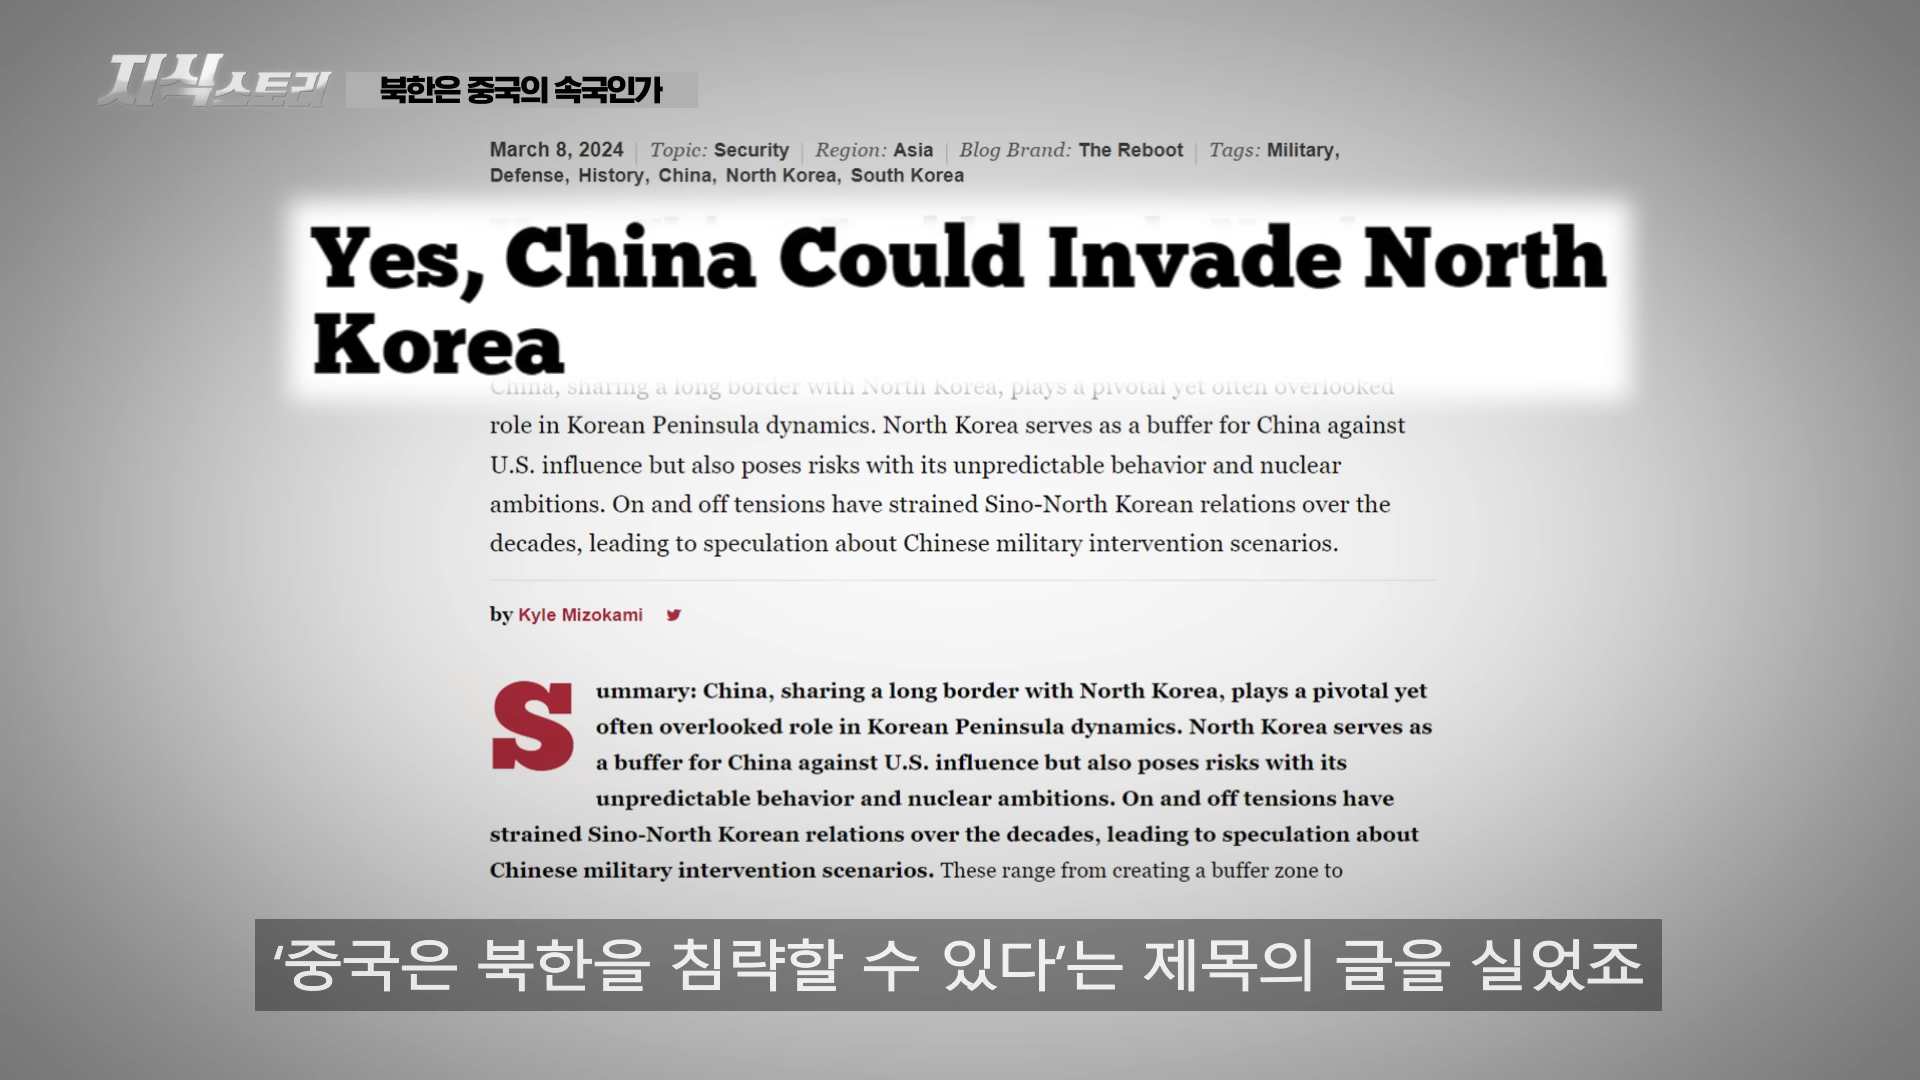 지식스토리 북한은 중국의 속국인가
March 8, 2024 | Topic: Security | Region: Asia | Blog Brand: The Reboot | Tags: Military,
Defense, History, China, North Korea, South Korea
Yes, China Could Invade North
Korea
China, sharing a long border with North Korea, plays a pivotal yet often overlooked
role in Korean Peninsula dynamics. North Korea serves as a buffer for China against
U.S. influence but also poses risks with its unpredictable behavior and nuclear
ambitions. On and off tensions have strained Sino-North Korean relations over the
decades, leading to speculation about Chinese military intervention scenarios.
by Kyle Mizokami
Summary: China, sharing a long border with North Korea, plays a pivotal yet
often overlooked role in Korean Peninsula dynamics. North Korea serves as
a buffer for China against U.S. influence but also poses risks with its
unpredictable behavior and nuclear ambitions. On and off tensions have
strained Sino-North Korean relations over the decades, leading to speculation about
Chinese military intervention scenarios. These range from creating a buffer zone to
‘중국은 북한을 침략할 수 있다’는 제목의 글을 실었죠